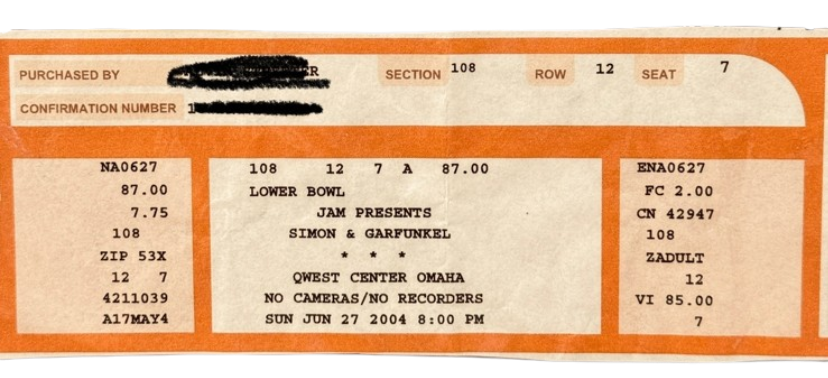 PURCHASED BY R SECTION 108 ROW 12 SEAT 7
CONFIRMATION NUMBER 1
NA0627
87.00
7.75
108
ZIP 53X
12 7
4211039
A17MAY4
108 12 7 A 87.00
LOWER BOWL
JAM PRESENTS
SIMON & GARFUNKEL
* * *
QWEST CENTER OMAHA
NO CAMERAS/NO RECORDERS
SUN JUN 27 2004 8:00 PM
ENA0627
FC 2.00
CN 42947
108
ZADULT
12
VI 85.00
7